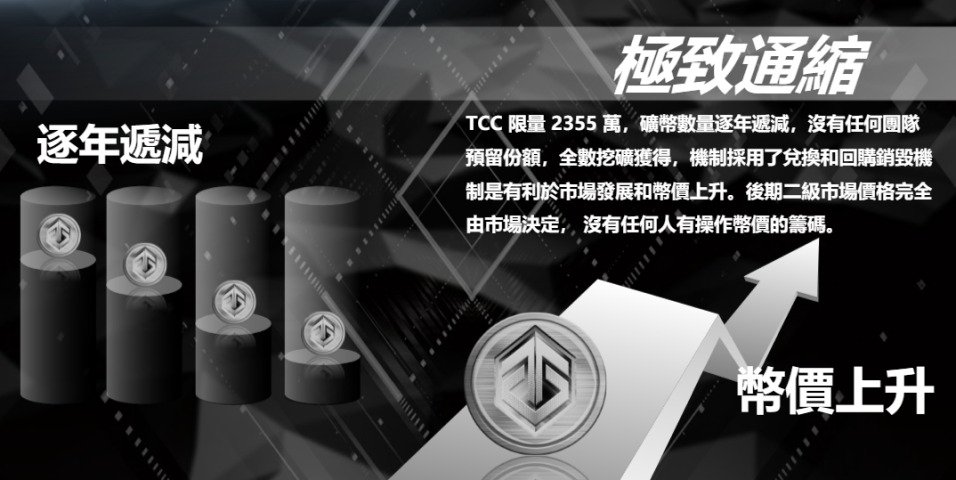 極致通縮
逐年遞減
TCC 限量 2355 萬，礦幣數量逐年遞減，沒有任何團隊
預留份額，全數挖礦獲得，機制採用了兌換和回購銷毀機
制是有利於市場發展和幣價上升。後期二級市場價格完全
由市場決定， 沒有任何人有操作幣價的籌碼。
幣價上升